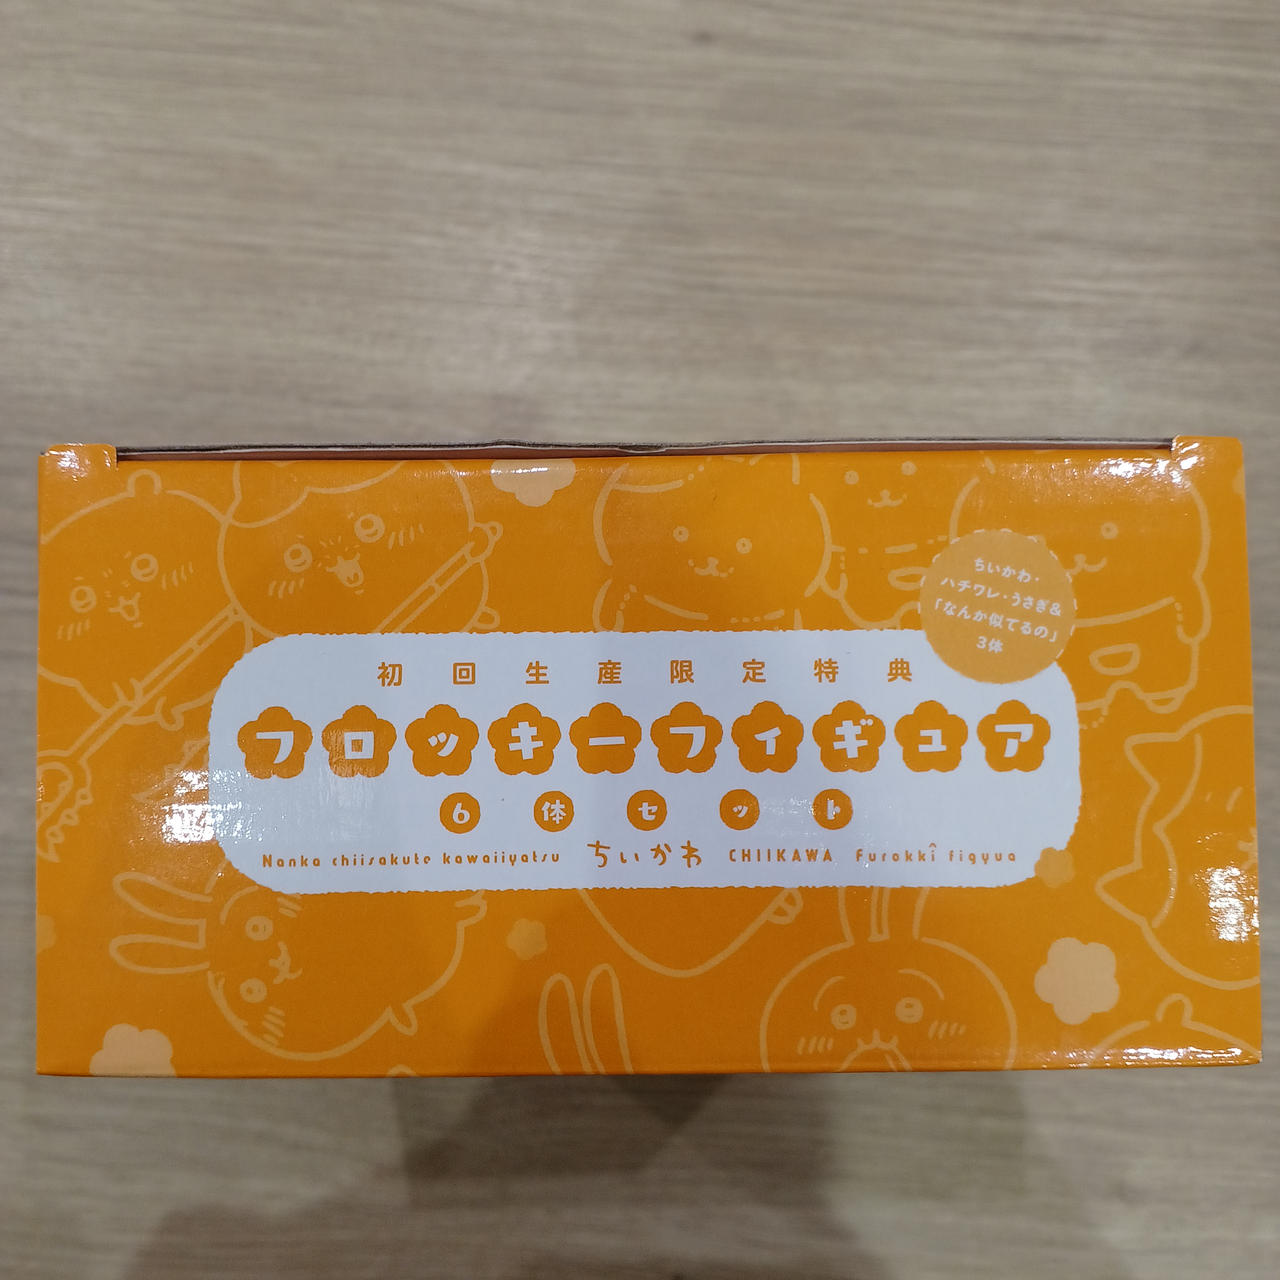 ちいかわ・
ハチワレ・うさぎ&
「なんか似てるの」
3体
初回生産限定特典
フロッキーフィギュア
6体セット
Nanka chiisakute kawaiiyatsu ちいかわ CHIIKAWA Furokkî figyua